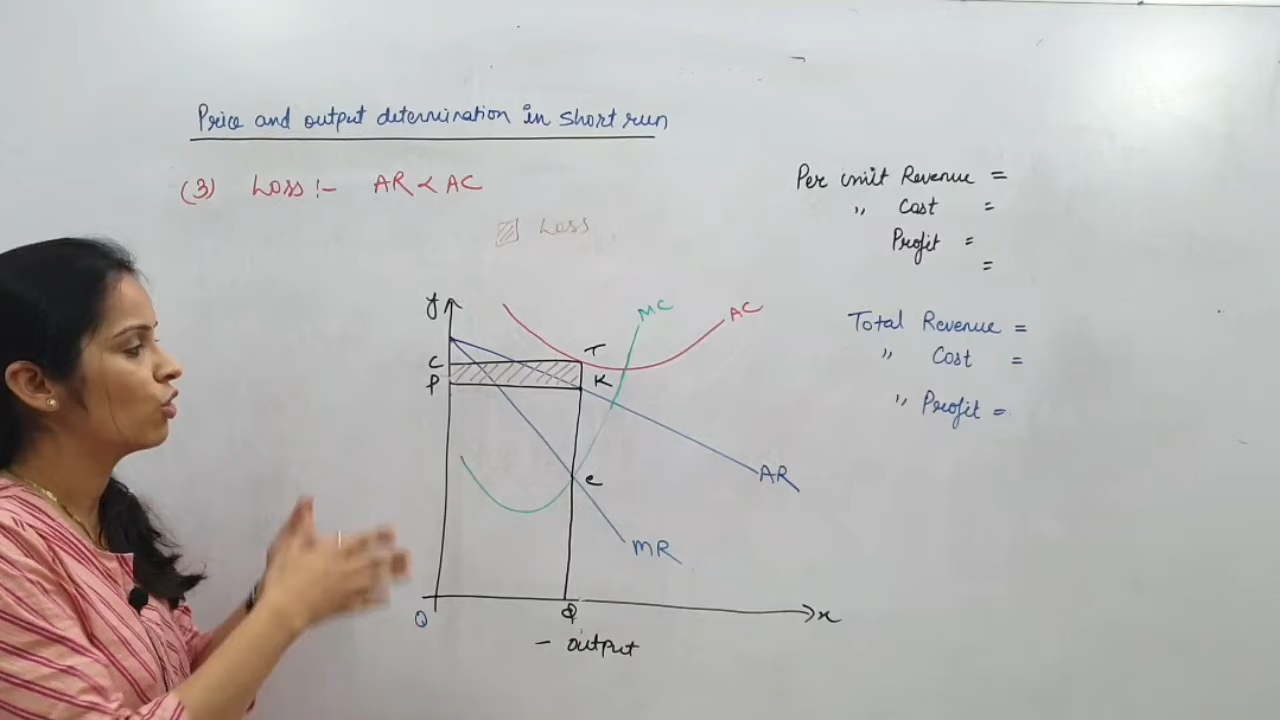 Price and output determination in short run
(3) Loss :- AR < AC
Loss
Per unit Revenue =
,, Cost =
Profit =
=
Total Revenue =
,, Cost =
,, Profit =
y
MC
AC
C
T
P
K
e
AR
MR
O
Q
x
- output